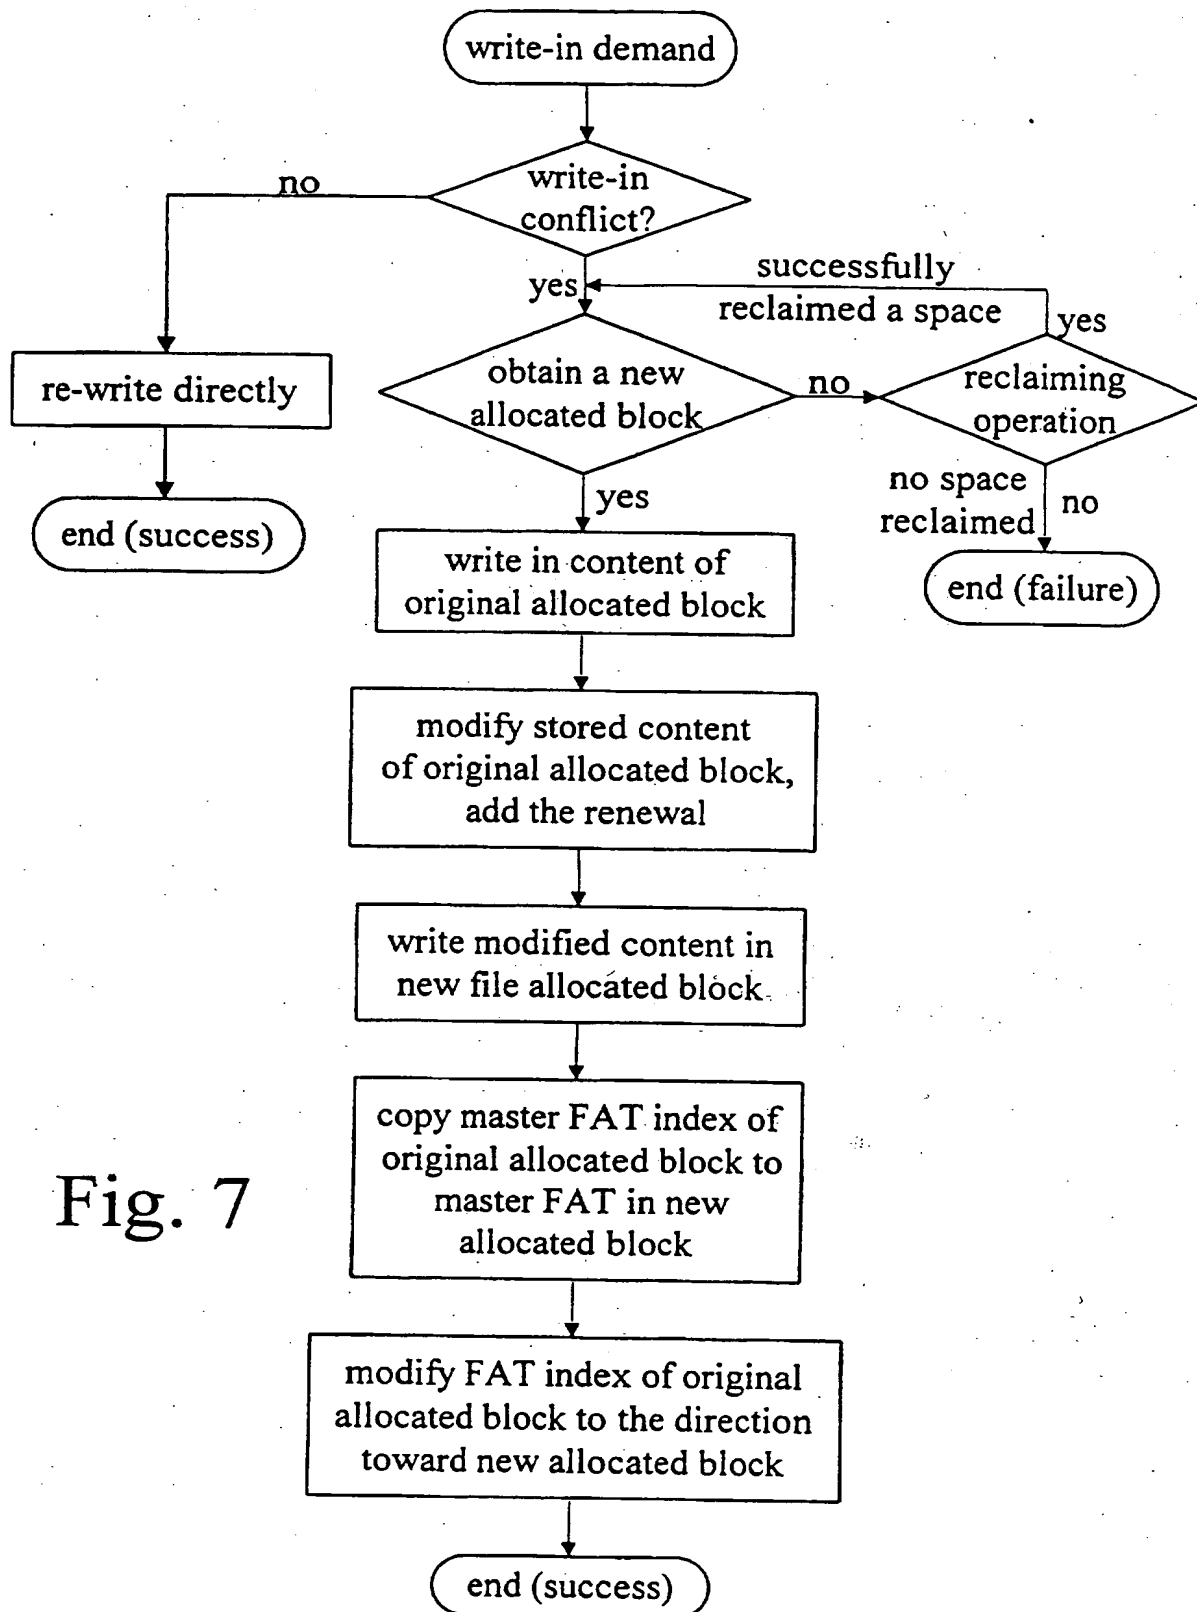 write-in demand
write-in
conflict?
no
yes
successfully
reclaimed a space
yes
re-write directly
obtain a new
allocated block
no
reclaiming
operation
end (success)
yes
no space
reclaimed
no
write in content of
original allocated block
end (failure)
modify stored content
of original allocated block,
add the renewal
write modified content in
new file allocated block
copy master FAT index of
original allocated block to
master FAT in new
allocated block
Fig. 7
modify FAT index of original
allocated block to the direction
toward new allocated block
end (success)